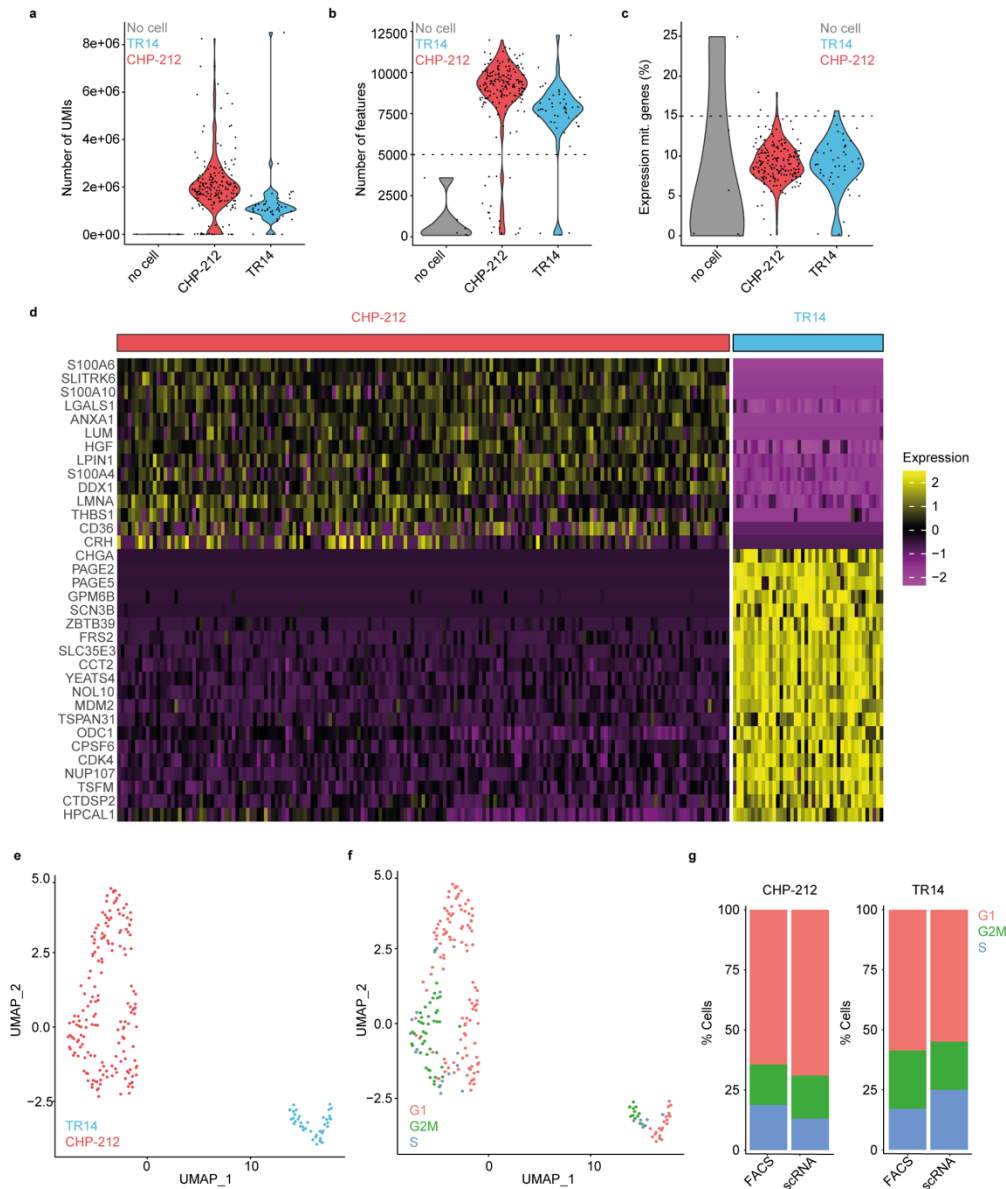 a
No cell
TR14
CHP-212
Number of UMIs
8e+06
6e+06
4e+06
2e+06
0e+00
no cell
CHP-212
TR14
b
No cell
TR14
CHP-212
Number of features
12500
10000
7500
5000
2500
0
no cell
CHP-212
TR14
c
No cell
TR14
CHP-212
Expression mit. genes (%)
25
20
15
10
5
0
no cell
CHP-212
TR14
d
CHP-212
TR14
S100A6
SLITRK6
S100A10
LGALS1
ANXA1
LUM
HGF
LPIN1
S100A4
DDX1
LMNA
THBS1
CD36
CRH
CHGA
PAGE2
PAGE5
GPM6B
SCN3B
ZBTB39
FRS2
SLC35E3
CCT2
YEATS4
NOL10
MDM2
TSPAN31
ODC1
CPSF6
CDK4
NUP107
TSFM
CTDSP2
HPCAL1
Expression
2
1
0
−1
−2
e
UMAP_2
5.0
2.5
0.0
−2.5
TR14
CHP-212
0
10
UMAP_1
f
UMAP_2
5.0
2.5
0.0
−2.5
G1
G2M
S
0
10
UMAP_1
g
CHP-212
% Cells
100
75
50
25
0
FACS
scRNA
TR14
% Cells
100
75
50
25
0
FACS
scRNA
G1
G2M
S